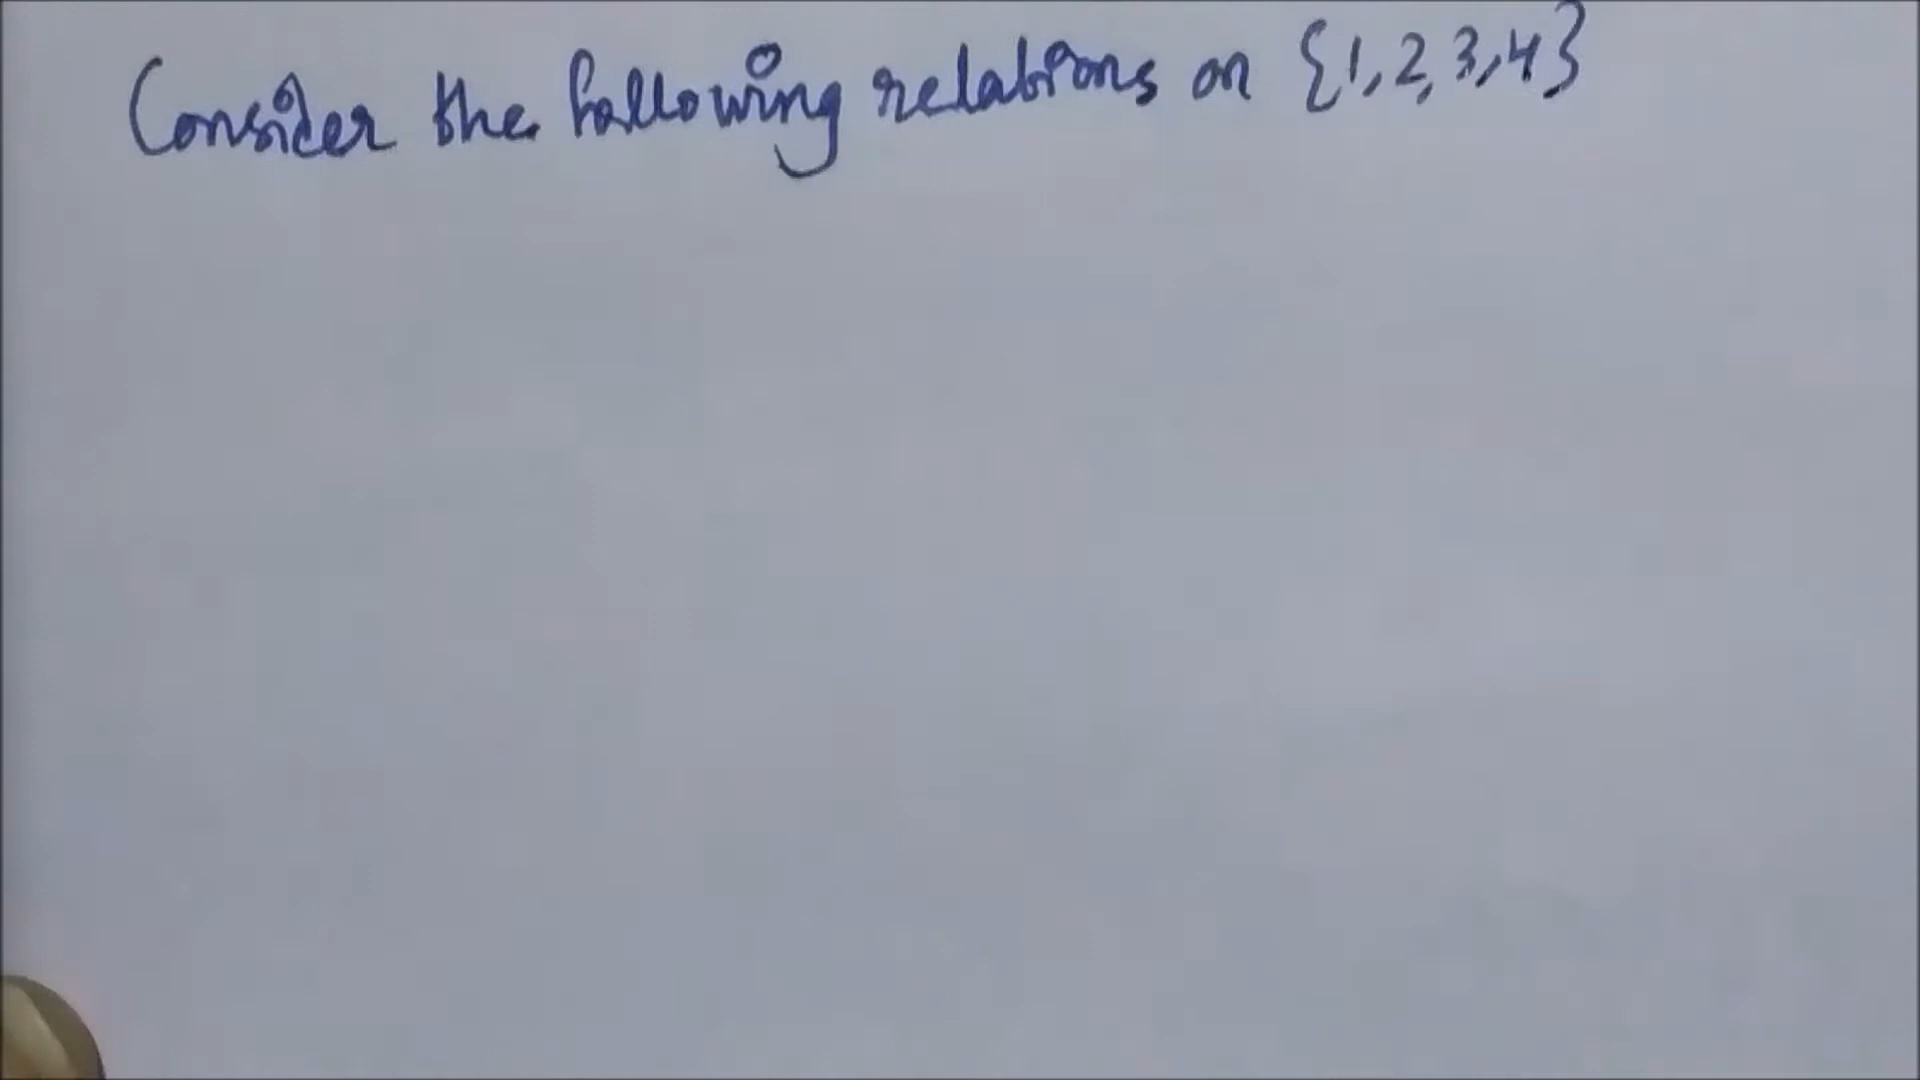 Consider the following relations on {1,2,3,4}